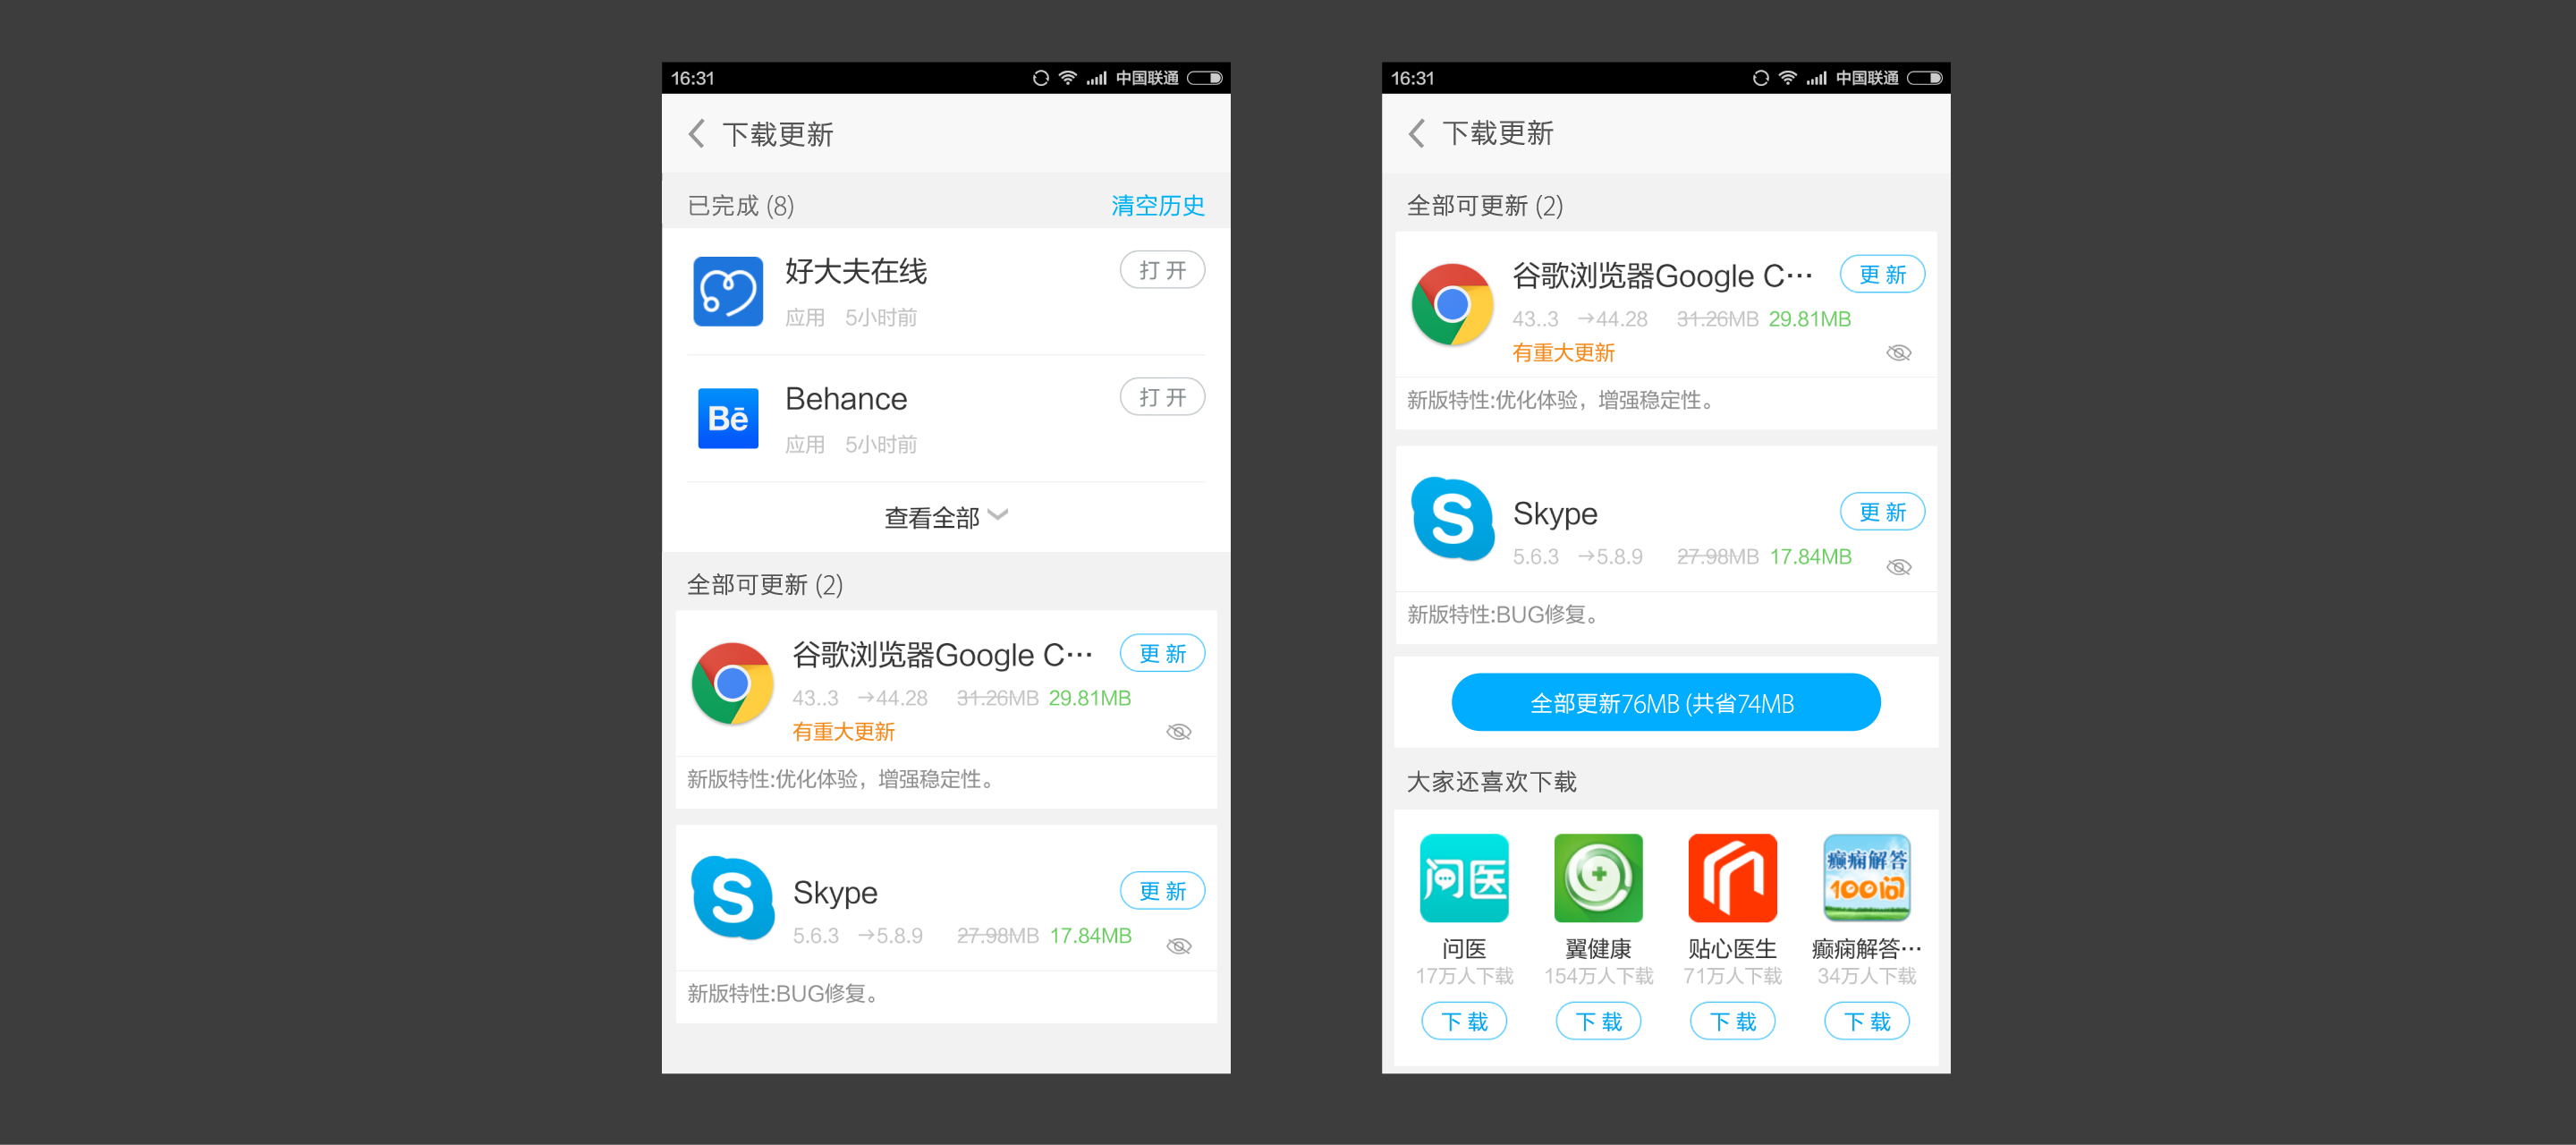 16:31 中国联通
下载更新
已完成 (8) 清空历史
好大夫在线 打 开
应用 5小时前
Bē
Behance 打 开
应用 5小时前
查看全部
全部可更新 (2)
谷歌浏览器Google C··· 更 新
43..3 →44.28 31.26MB 29.81MB
有重大更新
新版特性:优化体验，增强稳定性。
S
Skype 更 新
5.6.3 →5.8.9 27.98MB 17.84MB
新版特性:BUG修复。
16:31 中国联通
下载更新
全部可更新 (2)
谷歌浏览器Google C··· 更 新
43..3 →44.28 31.26MB 29.81MB
有重大更新
新版特性:优化体验，增强稳定性。
S
Skype 更 新
5.6.3 →5.8.9 27.98MB 17.84MB
新版特性:BUG修复。
全部更新76MB (共省74MB
大家还喜欢下载
问医 癫痫解答
100问
问医 翼健康 贴心医生 癫痫解答···
17万人下载 154万人下载 71万人下载 34万人下载
下 载 下 载 下 载 下 载